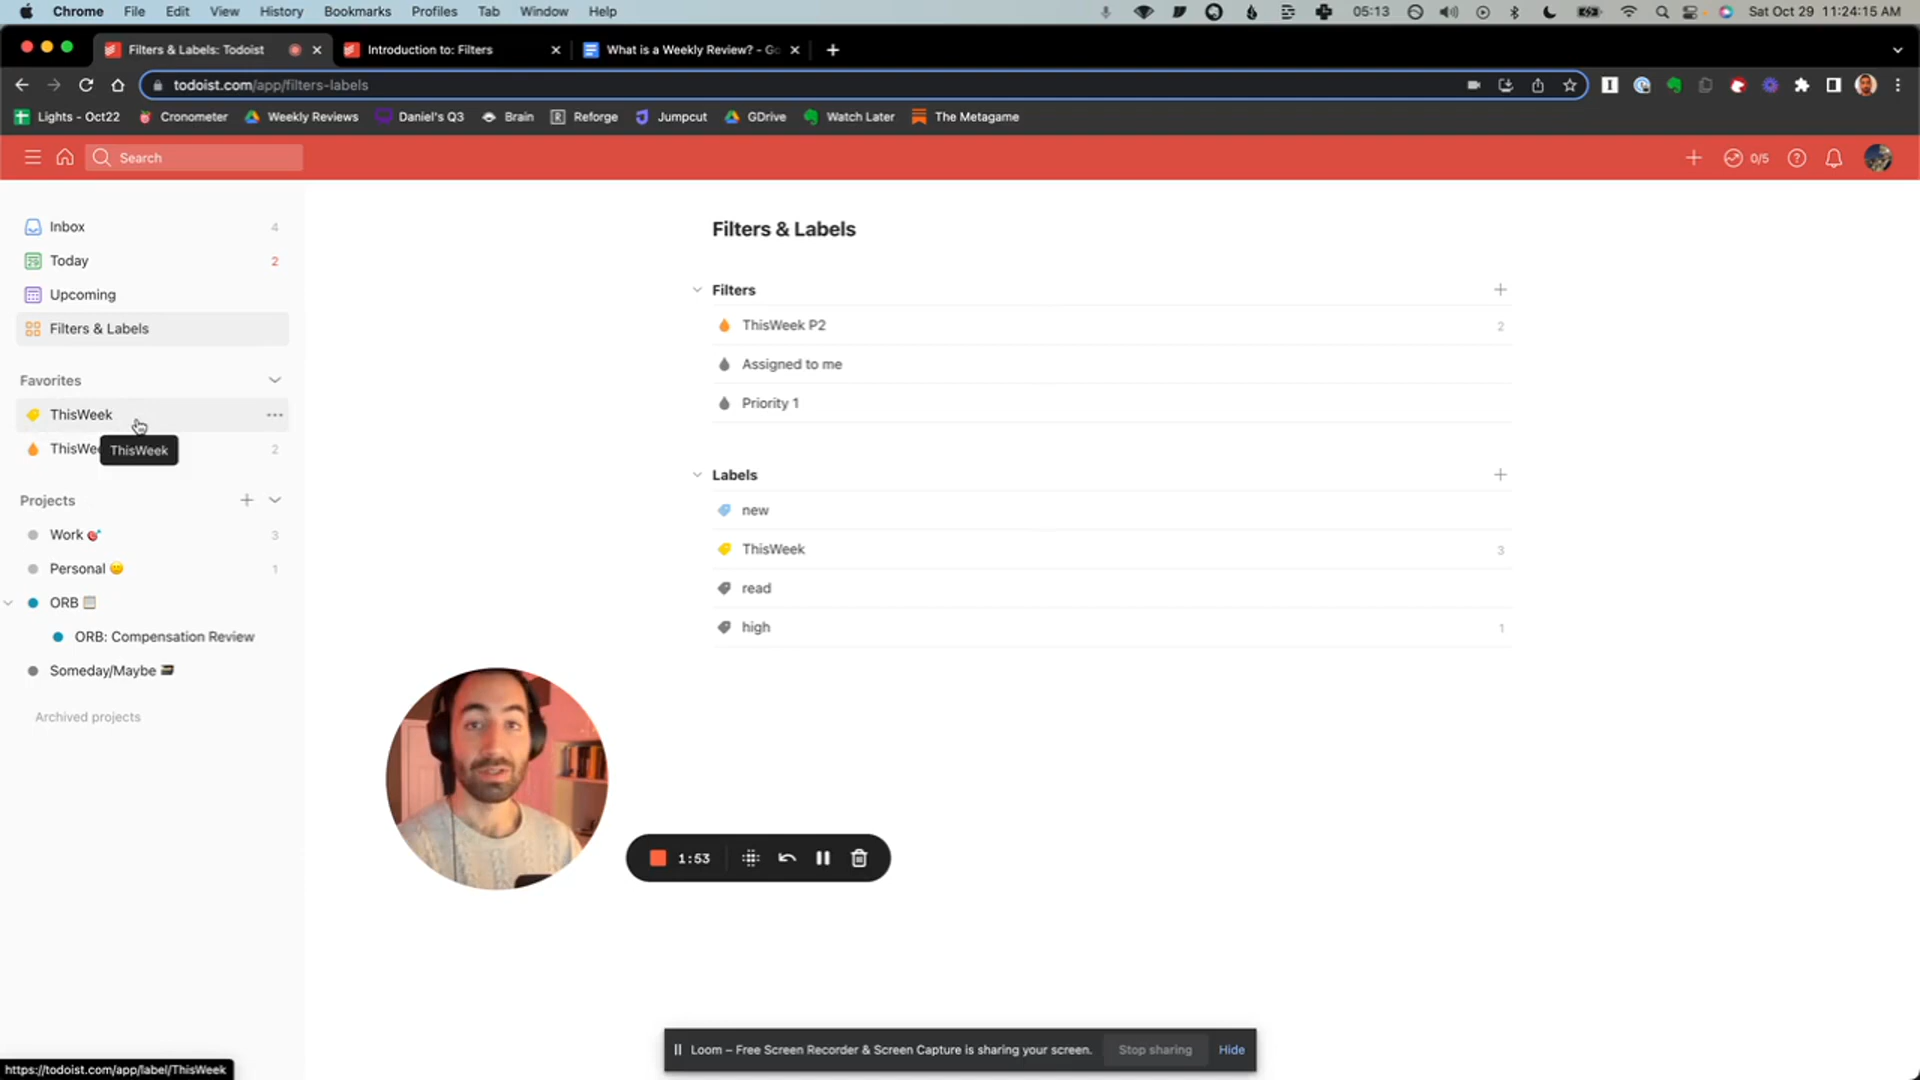 Chrome File Edit View History Bookmarks Profiles Tab Window Help 05:13 Sat Oct 29 11:24:15 AM
Filters & Labels: Todoist Introduction to: Filters What is a Weekly Review? - Go
todoist.com/app/filters-labels
Lights - Oct22 Cronometer Weekly Reviews Daniel's Q3 Brain Reforge Jumpcut GDrive Watch Later The Metagame
Search 0/5
Inbox 4
Today 2
Upcoming
Filters & Labels
Favorites
ThisWeek
ThisWee 2
ThisWeek
Projects
Work 3
Personal 1
ORB
ORB: Compensation Review
Someday/Maybe
Archived projects
Filters & Labels
Filters
ThisWeek P2 2
Assigned to me
Priority 1
Labels
new
ThisWeek 3
read
high 1
1:53
Loom – Free Screen Recorder & Screen Capture is sharing your screen. Stop sharing Hide
https://todoist.com/app/label/ThisWeek